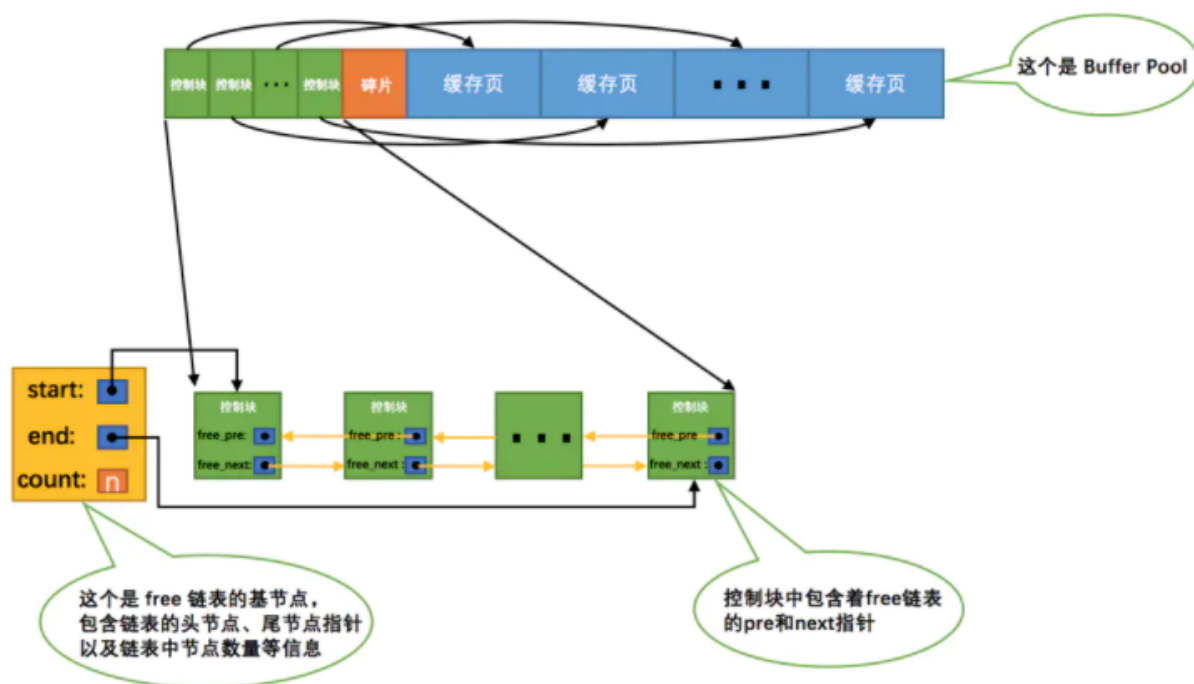 控制块 控制块 ··· 控制块 碎片 缓存页 缓存页 ··· 缓存页
这个是 Buffer Pool
start:
end:
count: n
控制块
free_pre:
free_next:
控制块
free_pre :
free_next :
···
控制块
free_pre
free_next :
这个是 free 链表的基节点，
包含链表的头节点、尾节点指针
以及链表中节点数量等信息
控制块中包含着free链表
的pre和next指针